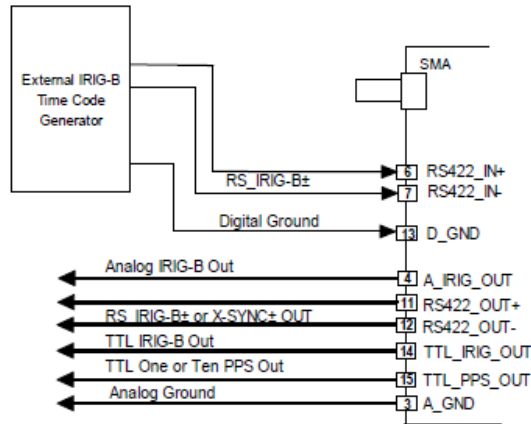 External IRIG-B
Time Code
Generator
SMA
6 RS422_IN+
RS_IRIG-B±
7 RS422_IN-
Digital Ground
13 D_GND
Analog IRIG-B Out
4 A_IRIG_OUT
11 RS422_OUT+
RS_IRIG-B± or X-SYNC± OUT
12 RS422_OUT-
TTL IRIG-B Out
14 TTL_IRIG_OUT
TTL One or Ten PPS Out
15 TTL_PPS_OUT
Analog Ground
3 A_GND